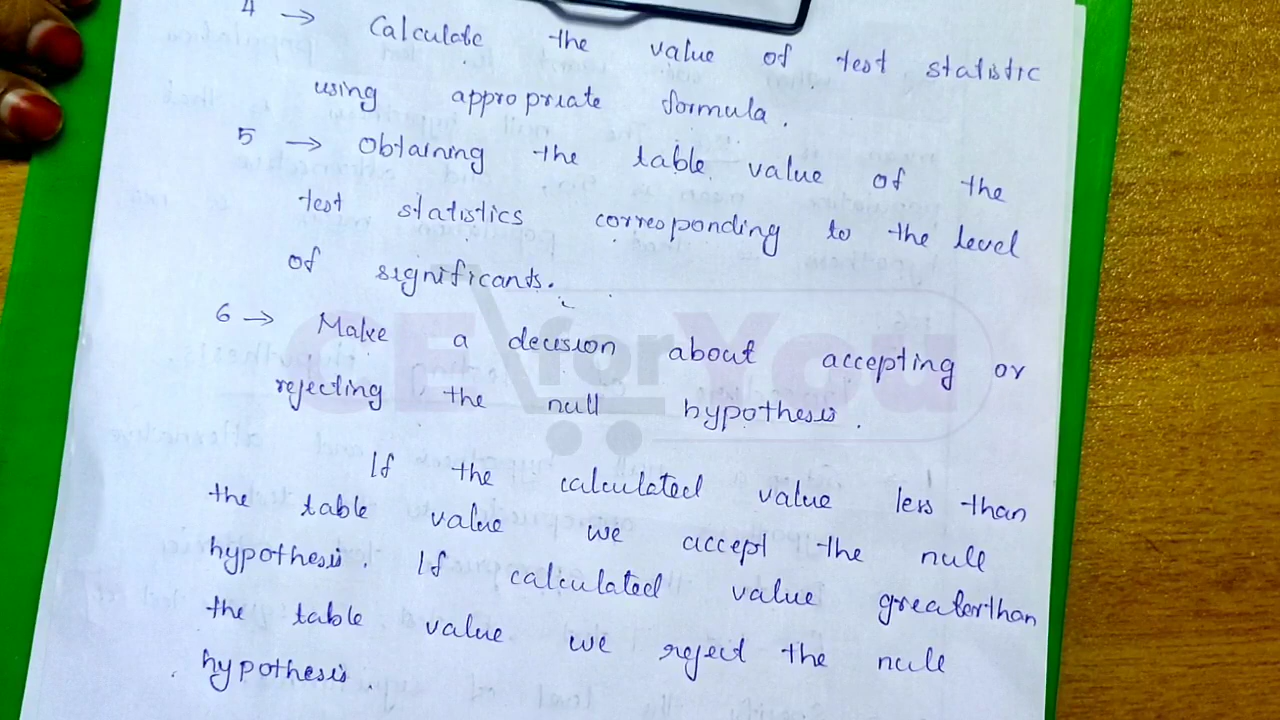 4 → Calculate the value of test statistic
using appropriate formula.
5 → Obtaining the table value of the
test statistics corresponding to the level
of significants.
6 → Make a decision about accepting or
rejecting the null hypothesis.
CE for You
If the calculated value less than
the table value we accept the null
hypothesis. If calculated value greaterthan
the table value we reject the null
hypothesis.